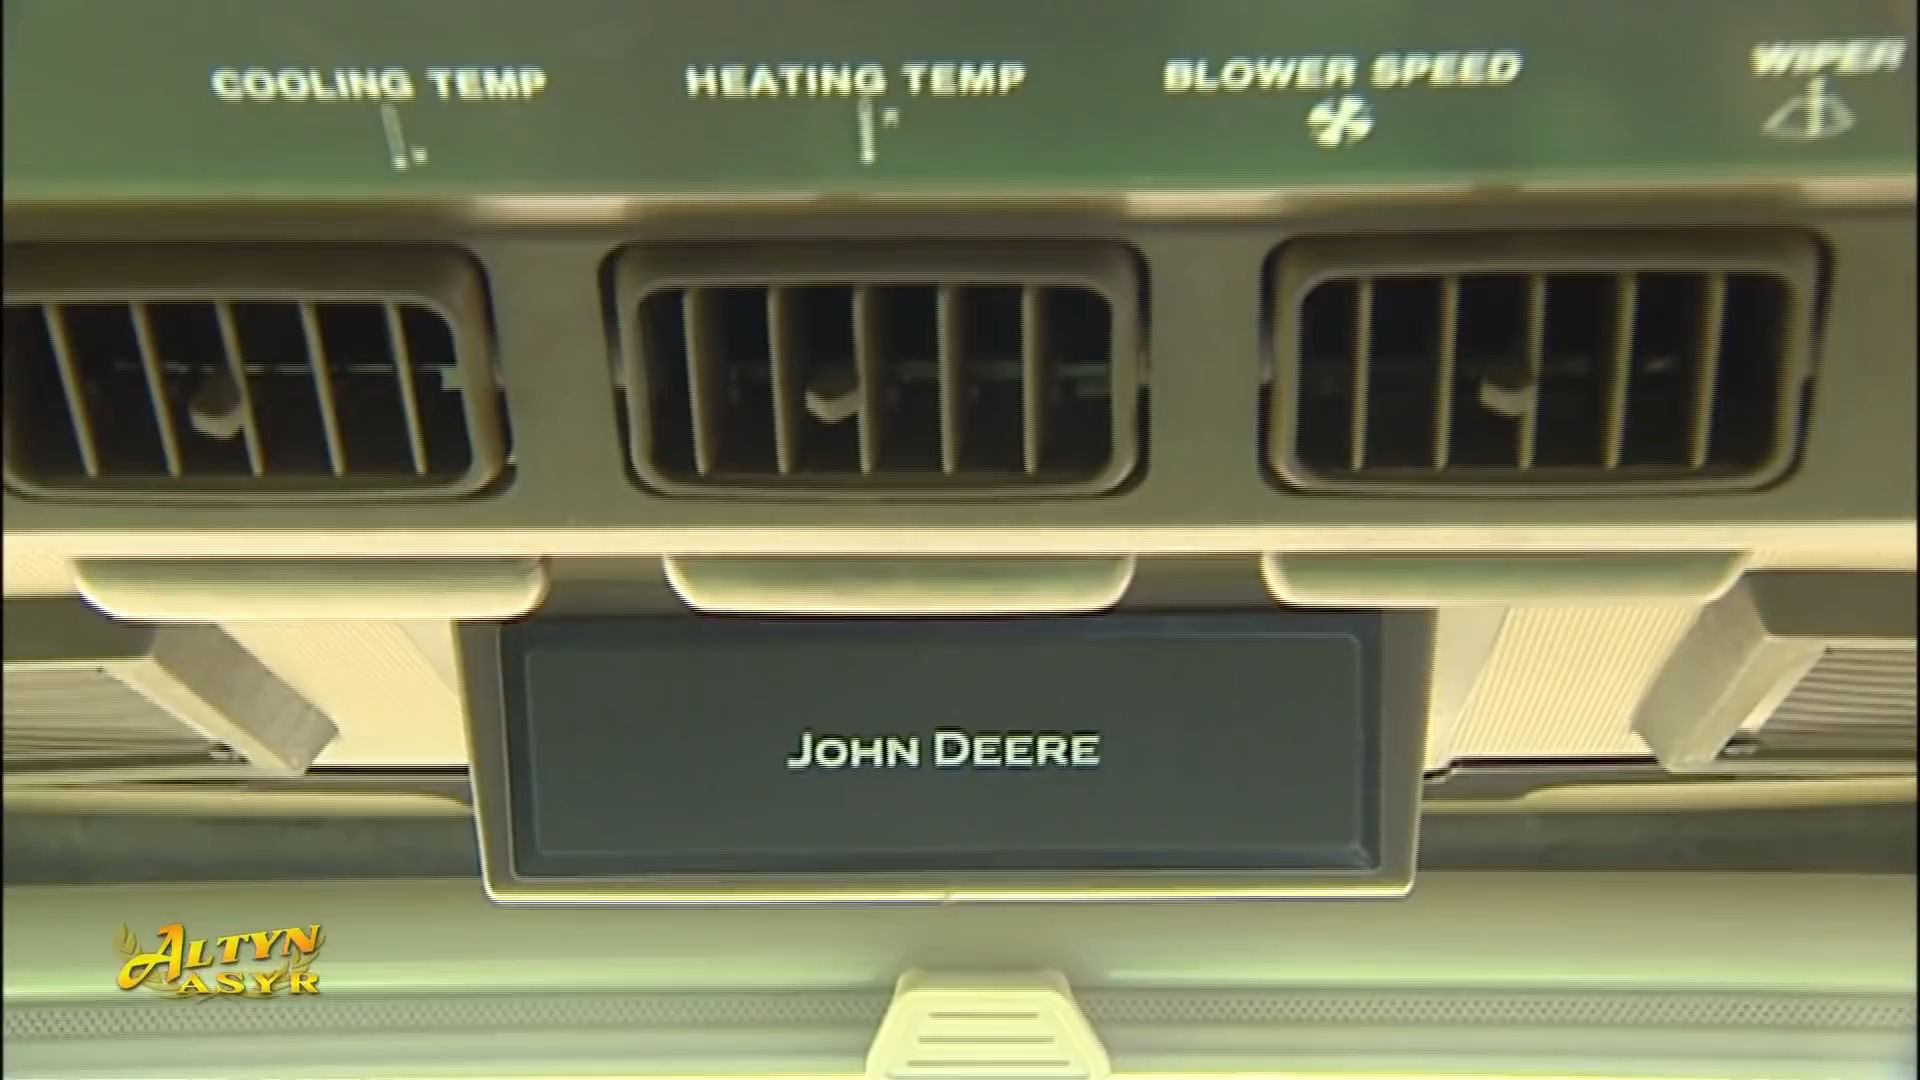 COOLING TEMP
HEATING TEMP
BLOWER SPEED
WIPER
JOHN DEERE
ALTYN
ASYR